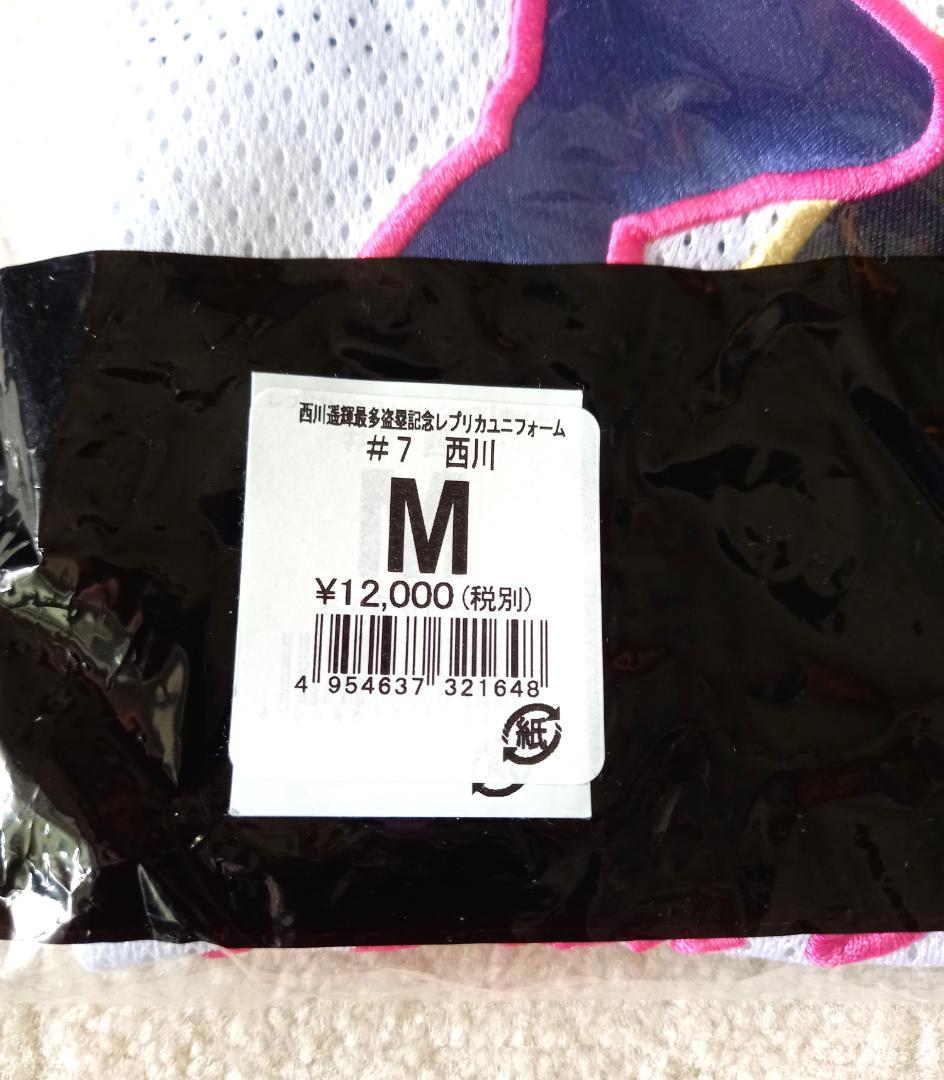 西川遥輝最多盗塁記念レプリカユニフォーム
#7 西川
M
¥12,000(税別)
4 954637 321648
紙